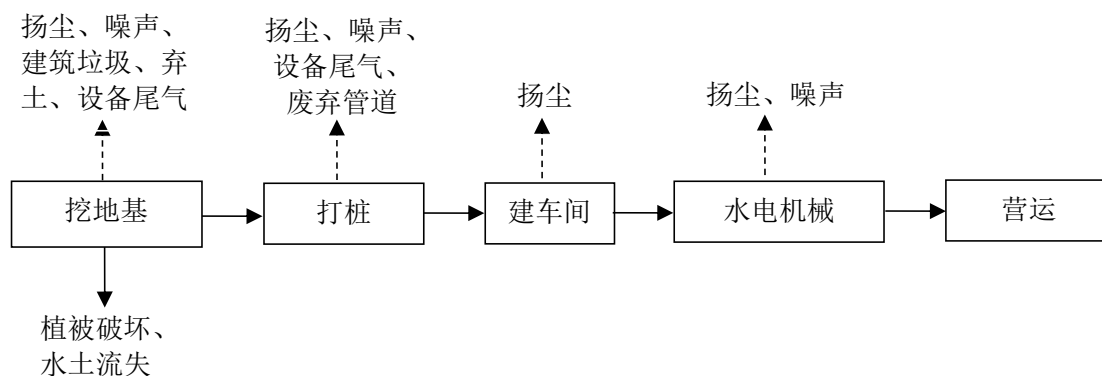 扬尘、噪声、
建筑垃圾、弃
土、设备尾气
扬尘、噪声、
设备尾气、
废弃管道
扬尘
扬尘、噪声
挖地基
打桩
建车间
水电机械
营运
植被破坏、
水土流失